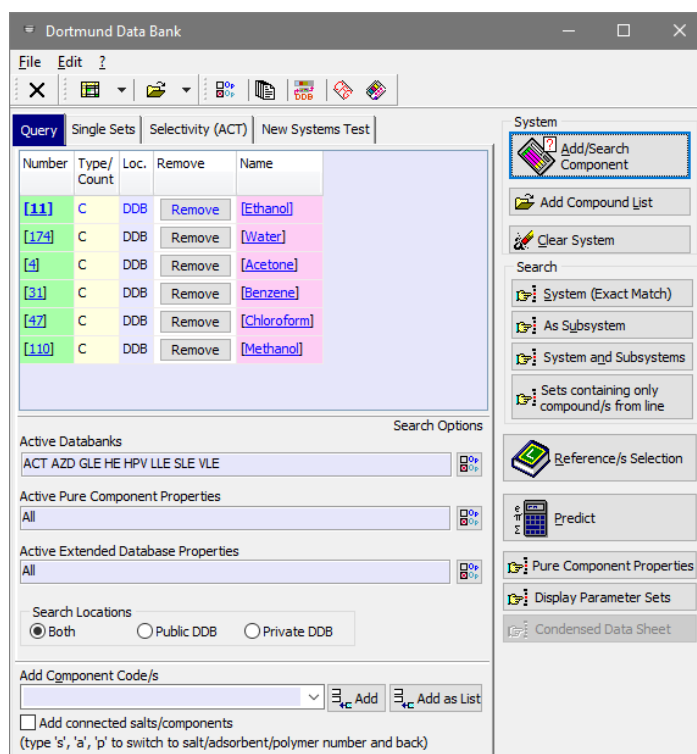 Dortmund Data Bank
File Edit ?
Query Single Sets Selectivity (ACT) New Systems Test
Number Type/ Count Loc. Remove Name
[11] C DDB Remove [Ethanol]
[174] C DDB Remove [Water]
[4] C DDB Remove [Acetone]
[31] C DDB Remove [Benzene]
[47] C DDB Remove [Chloroform]
[110] C DDB Remove [Methanol]
Search Options
Active Databanks
ACT AZD GLE HE HPV LLE SLE VLE
Active Pure Component Properties
All
Active Extended Database Properties
All
Search Locations
Both Public DDB Private DDB
Add Component Code/s
Add Add as List
Add connected salts/components
(type 's', 'a', 'p' to switch to salt/adsorbent/polymer number and back)
System
Add/Search
Component
Add Compound List
Clear System
Search
System (Exact Match)
As Subsystem
System and Subsystems
Sets containing only
compound/s from line
Reference/s Selection
Predict
Pure Component Properties
Display Parameter Sets
Condensed Data Sheet